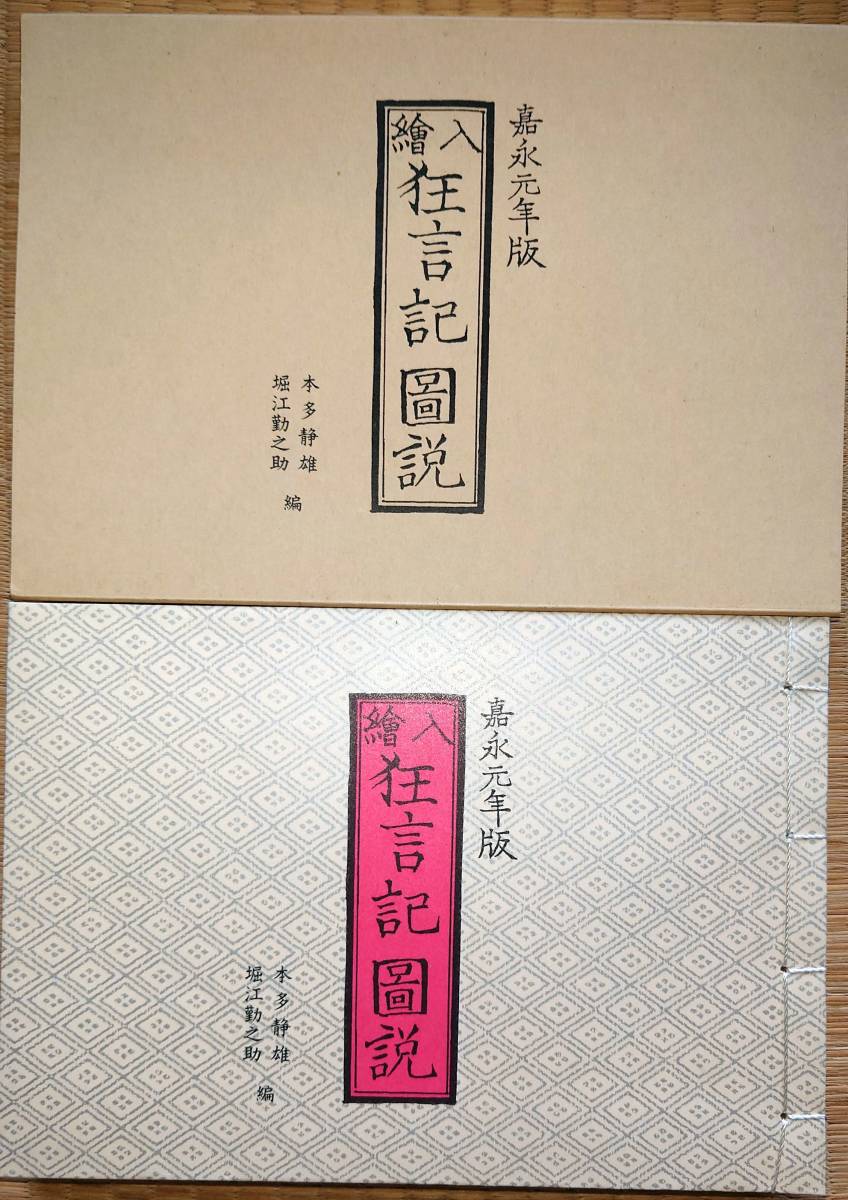 嘉永元年版
繪入
狂言記圖説
本多静雄
堀江勤之助
編
嘉永元年版
繪入
狂言記圖説
本多静雄
堀江勤之助
編